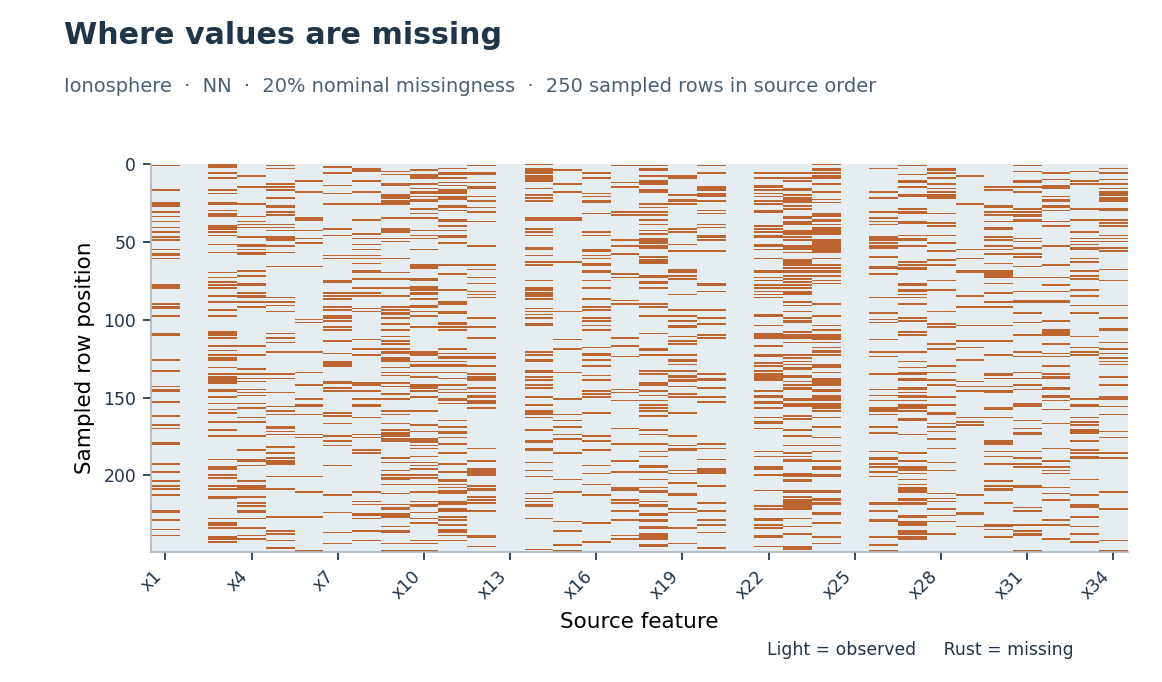 Where values are missing
Ionosphere · NN · 20% nominal missingness · 250 sampled rows in source order
0
50
100
150
200
Sampled row position
x1
x4
x7
x10
x13
x16
x19
x22
x25
x28
x31
x34
Source feature
Light = observed Rust = missing